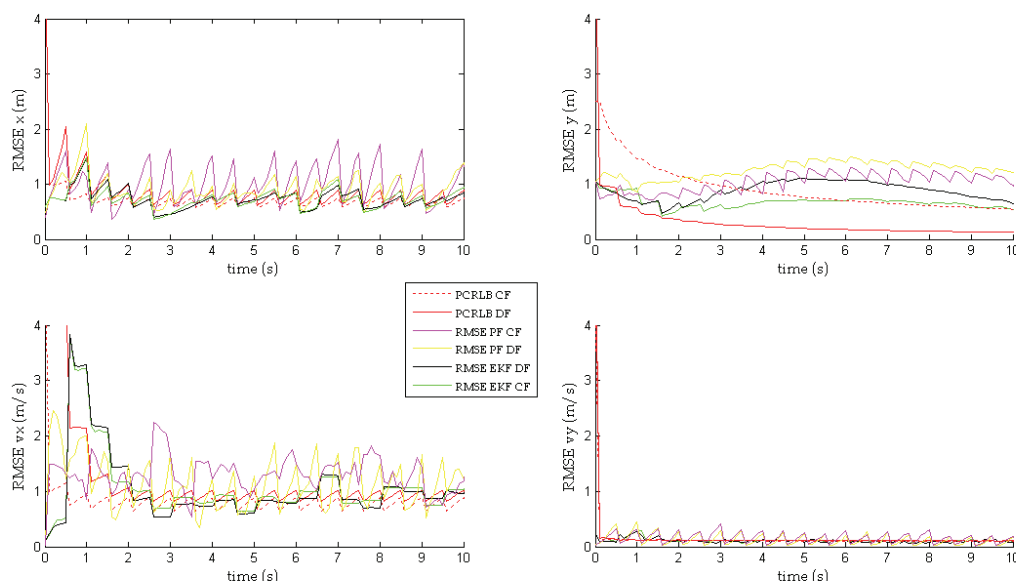 4
3
2
1
0
RMSE x (m)
0 1 2 3 4 5 6 7 8 9 10
time (s)
4
3
2
1
0
RMSE y (m)
0 1 2 3 4 5 6 7 8 9 10
time (s)
4
3
2
1
0
RMSE vx (m/s)
0 1 2 3 4 5 6 7 8 9 10
time (s)
PCRLB CF
PCRLB DF
RMSE PF CF
RMSE PF DF
RMSE EKF DF
RMSE EKF CF
4
3
2
1
0
RMSE vy (m/s)
0 1 2 3 4 5 6 7 8 9 10
time (s)